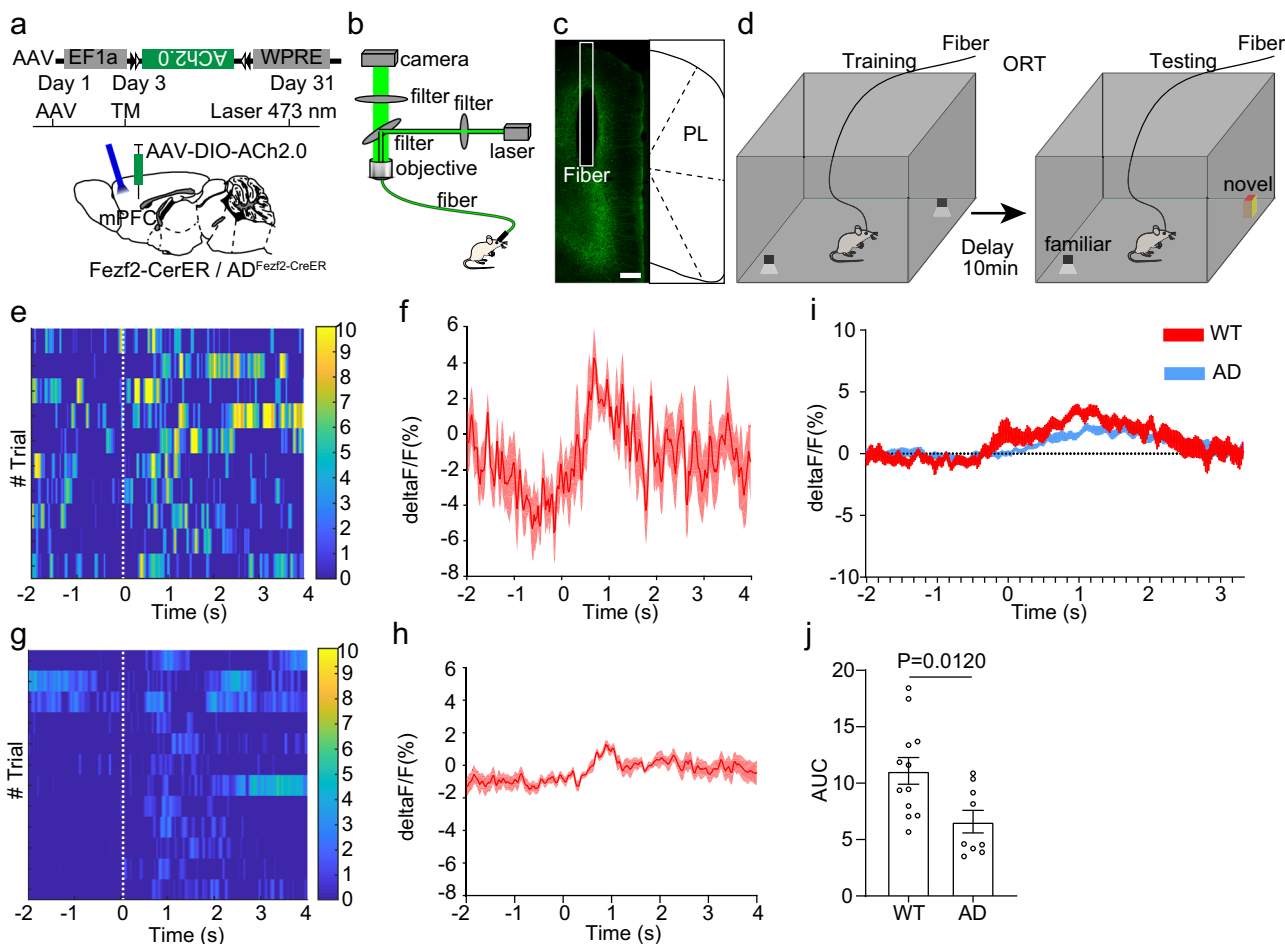 a
AAV EF1a ACh2.0 WPRE
Day 1 Day 3 Day 31
AAV TM Laser 473 nm
AAV-DIO-ACh2.0
mPFC
Fezf2-CerER / AD^Fezf2-CreER
b
camera
filter
filter
filter
laser
objective
fiber
c
PL
Fiber
d
Fiber
Training
ORT
Testing
Fiber
novel
familiar
Delay
10min
e
# Trial
10
9
8
7
6
5
4
3
2
1
0
-2 -1 0 1 2 3 4
Time (s)
f
deltaF/F(%)
6
4
2
0
-2
-4
-6
-8
-2 -1 0 1 2 3 4
Time (s)
i
deltaF/F(%)
10
5
0
-5
-10
WT
AD
-2 -1 0 1 2 3
Time (s)
g
# Trial
10
9
8
7
6
5
4
3
2
1
0
-2 -1 0 1 2 3 4
Time (s)
h
deltaF/F(%)
6
4
2
0
-2
-4
-6
-8
-2 -1 0 1 2 3 4
Time (s)
j
P=0.0120
AUC
20
15
10
5
0
WT AD